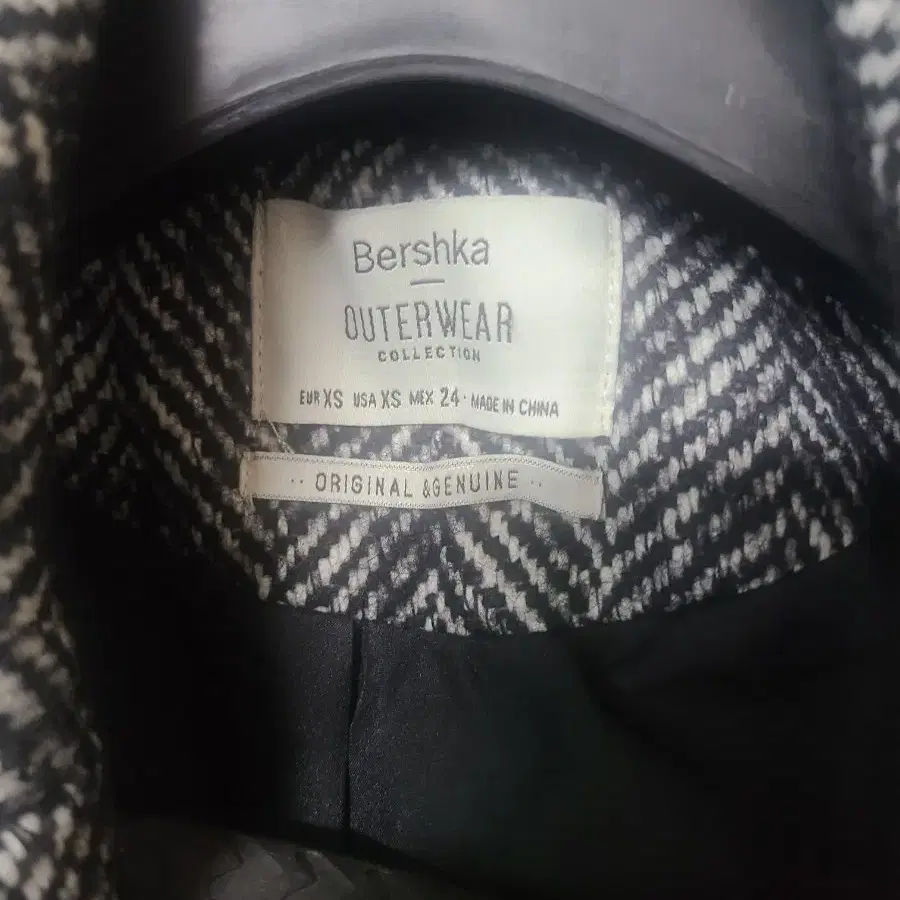 Bershka
OUTERWEAR
COLLECTION
EUR XS USA XS MEX 24 · MADE IN CHINA
·· ORIGINAL &GENUINE ··